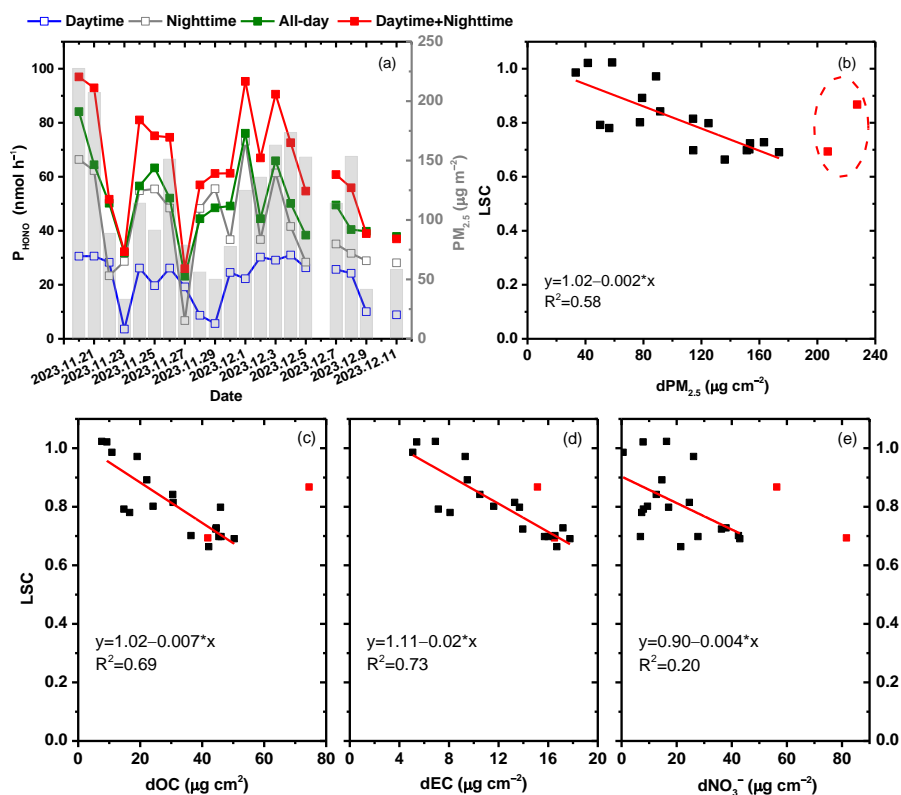 Daytime Nighttime All-day Daytime+Nighttime
(a)
P_HONO (nmol h⁻¹)
100
80
60
40
20
0
250
200
150
100
50
0
PM₂.₅ (µg m⁻²)
2023.11.21
2023.11.23
2023.11.25
2023.11.27
2023.11.29
2023.12.1
2023.12.3
2023.12.5
2023.12.7
2023.12.9
2023.12.11
Date
(b)
LSC
1.0
0.8
0.6
0.4
0.2
0.0
y=1.02−0.002*x
R²=0.58
0 40 80 120 160 200 240
dPM₂.₅ (µg cm⁻²)
(c)
LSC
1.0
0.8
0.6
0.4
0.2
0.0
y=1.02−0.007*x
R²=0.69
0 20 40 60 80
dOC (µg cm²)
(d)
y=1.11−0.02*x
R²=0.73
0 4 8 12 16 20
dEC (µg cm⁻²)
(e)
1.0
0.8
0.6
0.4
0.2
0.0
y=0.90−0.004*x
R²=0.20
0 20 40 60 80
dNO₃⁻ (µg cm⁻²)